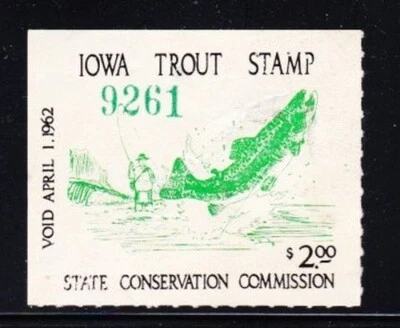 IOWA TROUT STAMP
9261
VOID APRIL 1, 1962
$2.00
STATE CONSERVATION COMMISSION